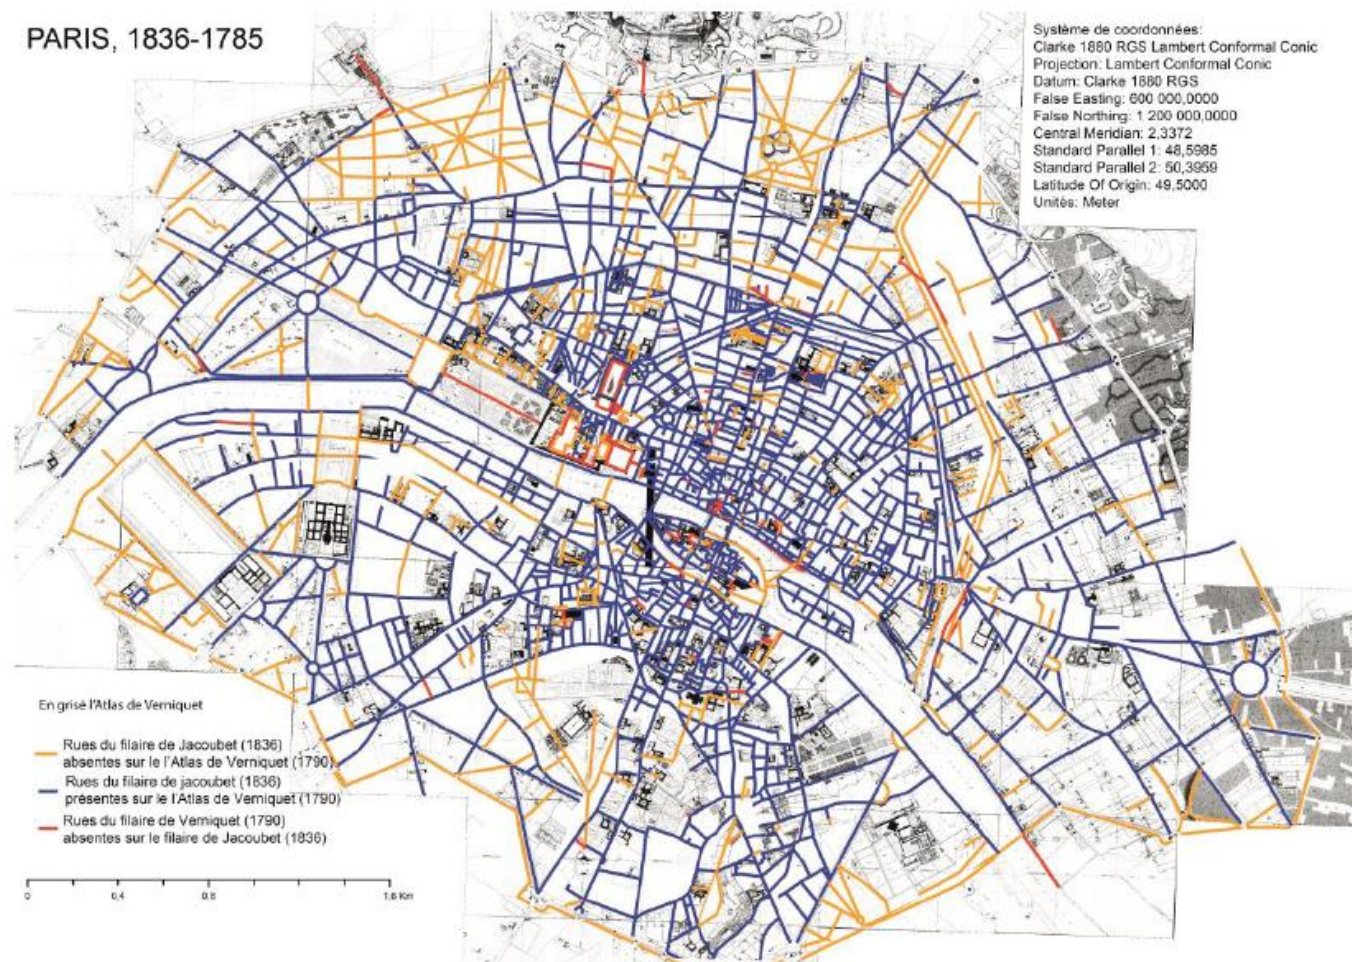 PARIS, 1836-1785
Système de coordonnées:
Clarke 1880 RGS Lambert Conformal Conic
Projection: Lambert Conformal Conic
Datum: Clarke 1880 RGS
False Easting: 600 000,0000
False Northing: 1 200 000,0000
Central Meridian: 2,3372
Standard Parallel 1: 48,5985
Standard Parallel 2: 50,3959
Latitude Of Origin: 49,5000
Unités: Meter
En grisé l'Atlas de Verniquet
Rues du filaire de Jacoubet (1836)
absentes sur le l'Atlas de Verniquet (1790)
Rues du filaire de jacoubet (1836)
présentes sur le l'Atlas de Verniquet (1790)
Rues du filaire de Verniquet (1790)
absentes sur le filaire de Jacoubet (1836)
0 0,4 0,8 1,6 Km